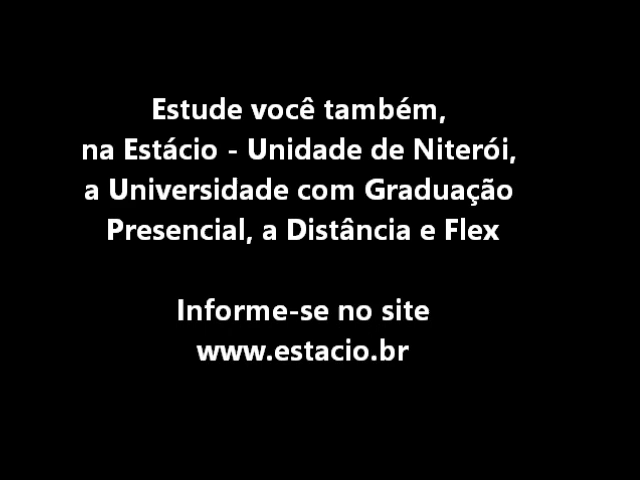 Estude você também,
na Estácio - Unidade de Niterói,
a Universidade com Graduação
Presencial, a Distância e Flex
Informe-se no site
www.estacio.br